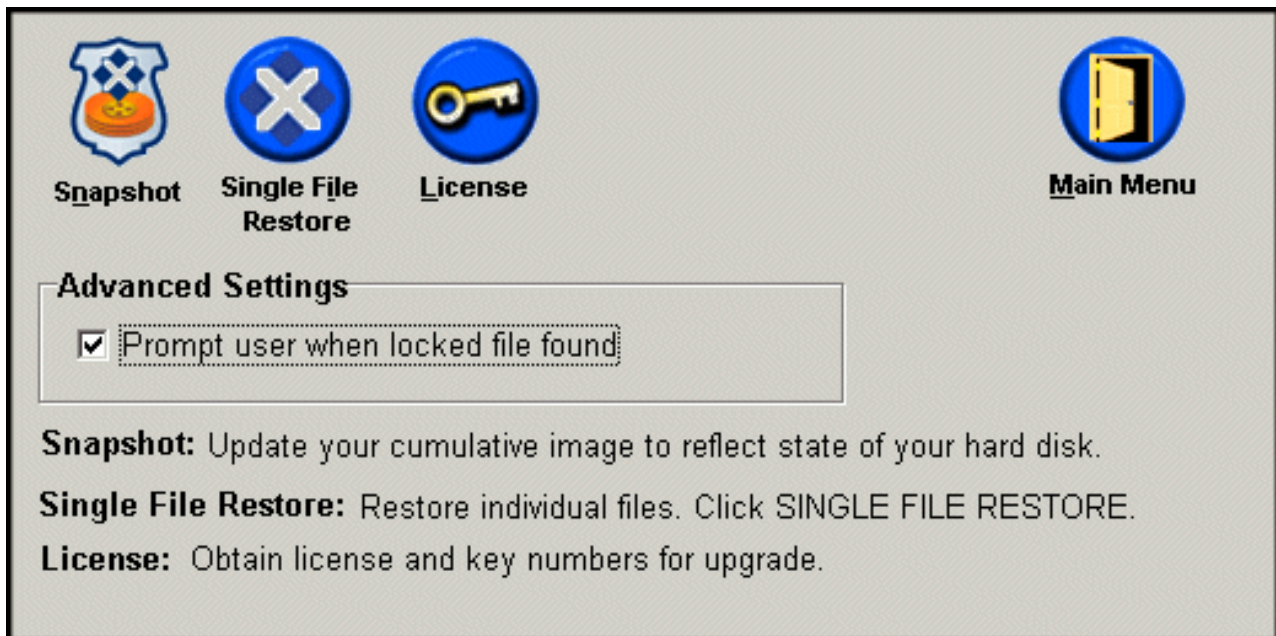 Snapshot
Single File
Restore
License
Main Menu
Advanced Settings
Prompt user when locked file found
Snapshot: Update your cumulative image to reflect state of your hard disk.
Single File Restore: Restore individual files. Click SINGLE FILE RESTORE.
License: Obtain license and key numbers for upgrade.